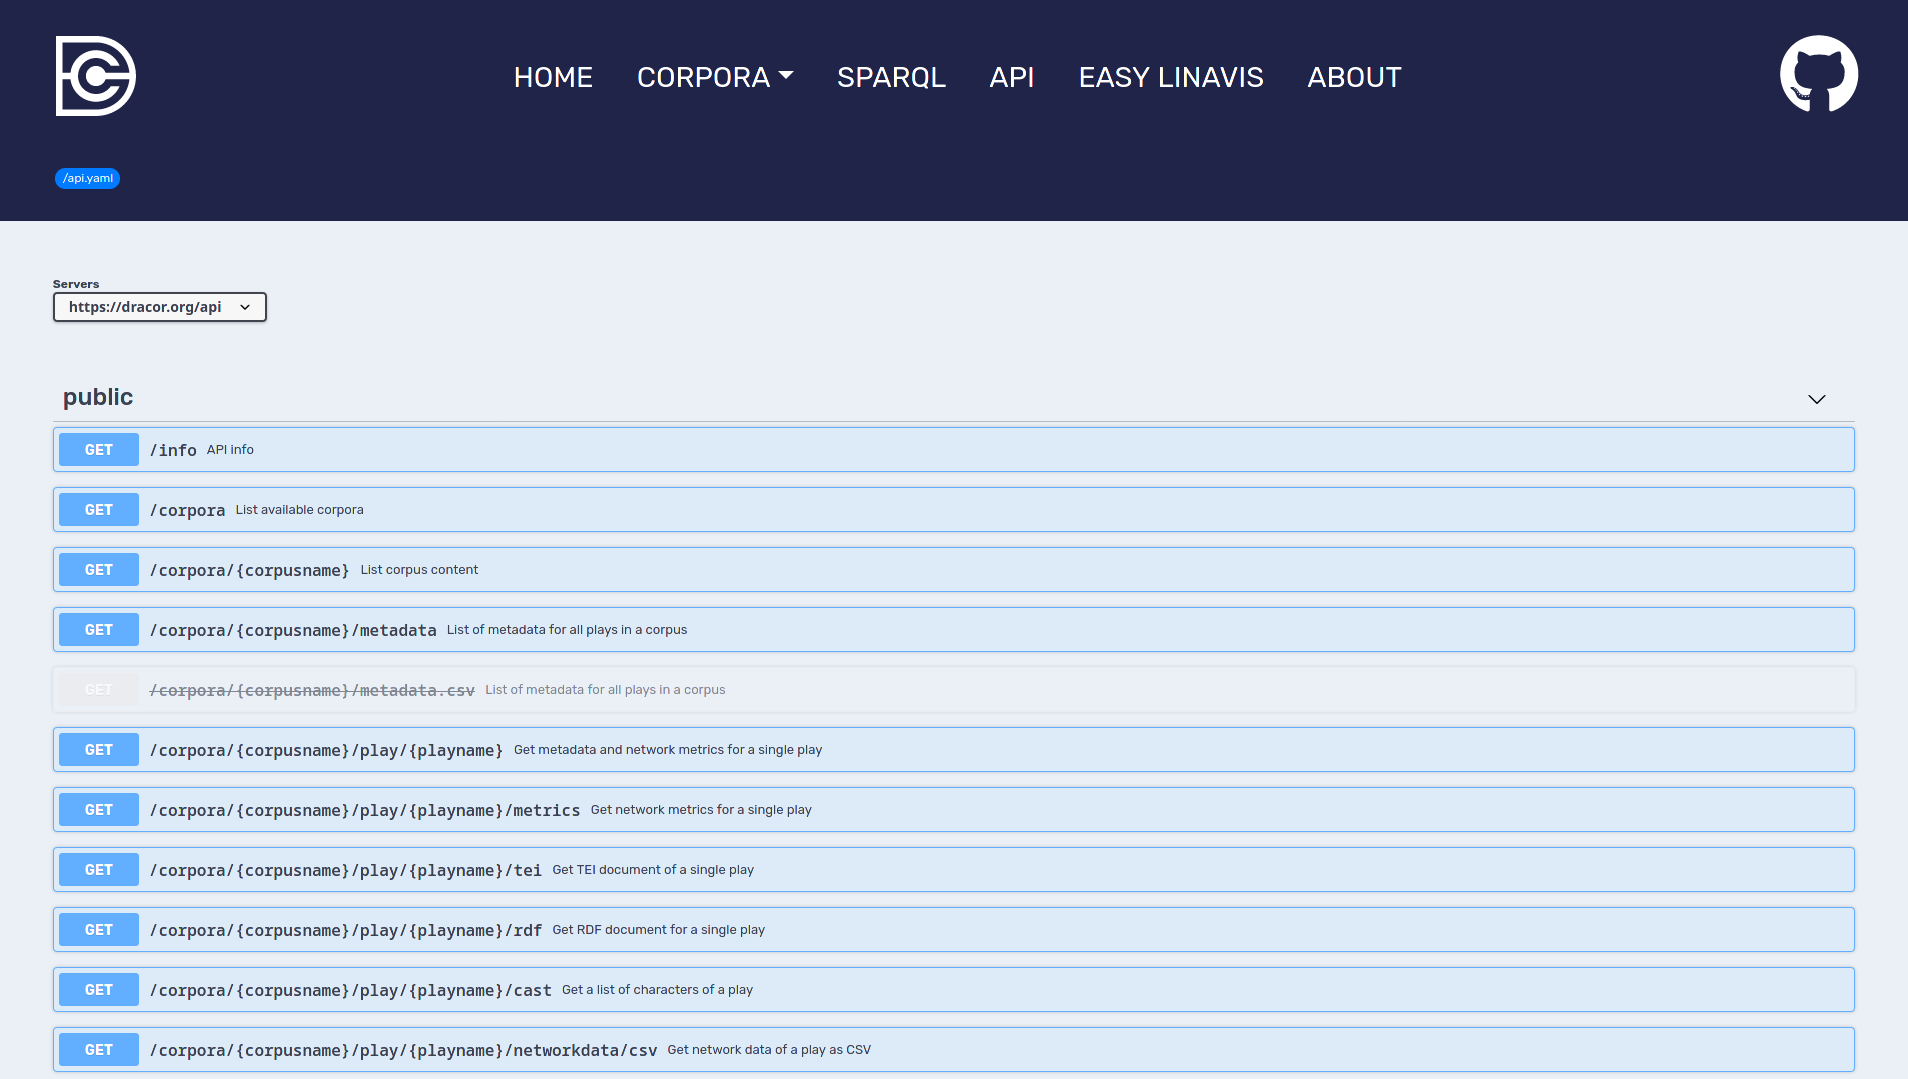 HOME CORPORA SPARQL API EASY LINAVIS ABOUT
/api.yaml
Servers
https://dracor.org/api
public
GET /info API info
GET /corpora List available corpora
GET /corpora/{corpusname} List corpus content
GET /corpora/{corpusname}/metadata List of metadata for all plays in a corpus
GET /corpora/{corpusname}/metadata.csv List of metadata for all plays in a corpus
GET /corpora/{corpusname}/play/{playname} Get metadata and network metrics for a single play
GET /corpora/{corpusname}/play/{playname}/metrics Get network metrics for a single play
GET /corpora/{corpusname}/play/{playname}/tei Get TEI document of a single play
GET /corpora/{corpusname}/play/{playname}/rdf Get RDF document for a single play
GET /corpora/{corpusname}/play/{playname}/cast Get a list of characters of a play
GET /corpora/{corpusname}/play/{playname}/networkdata/csv Get network data of a play as CSV